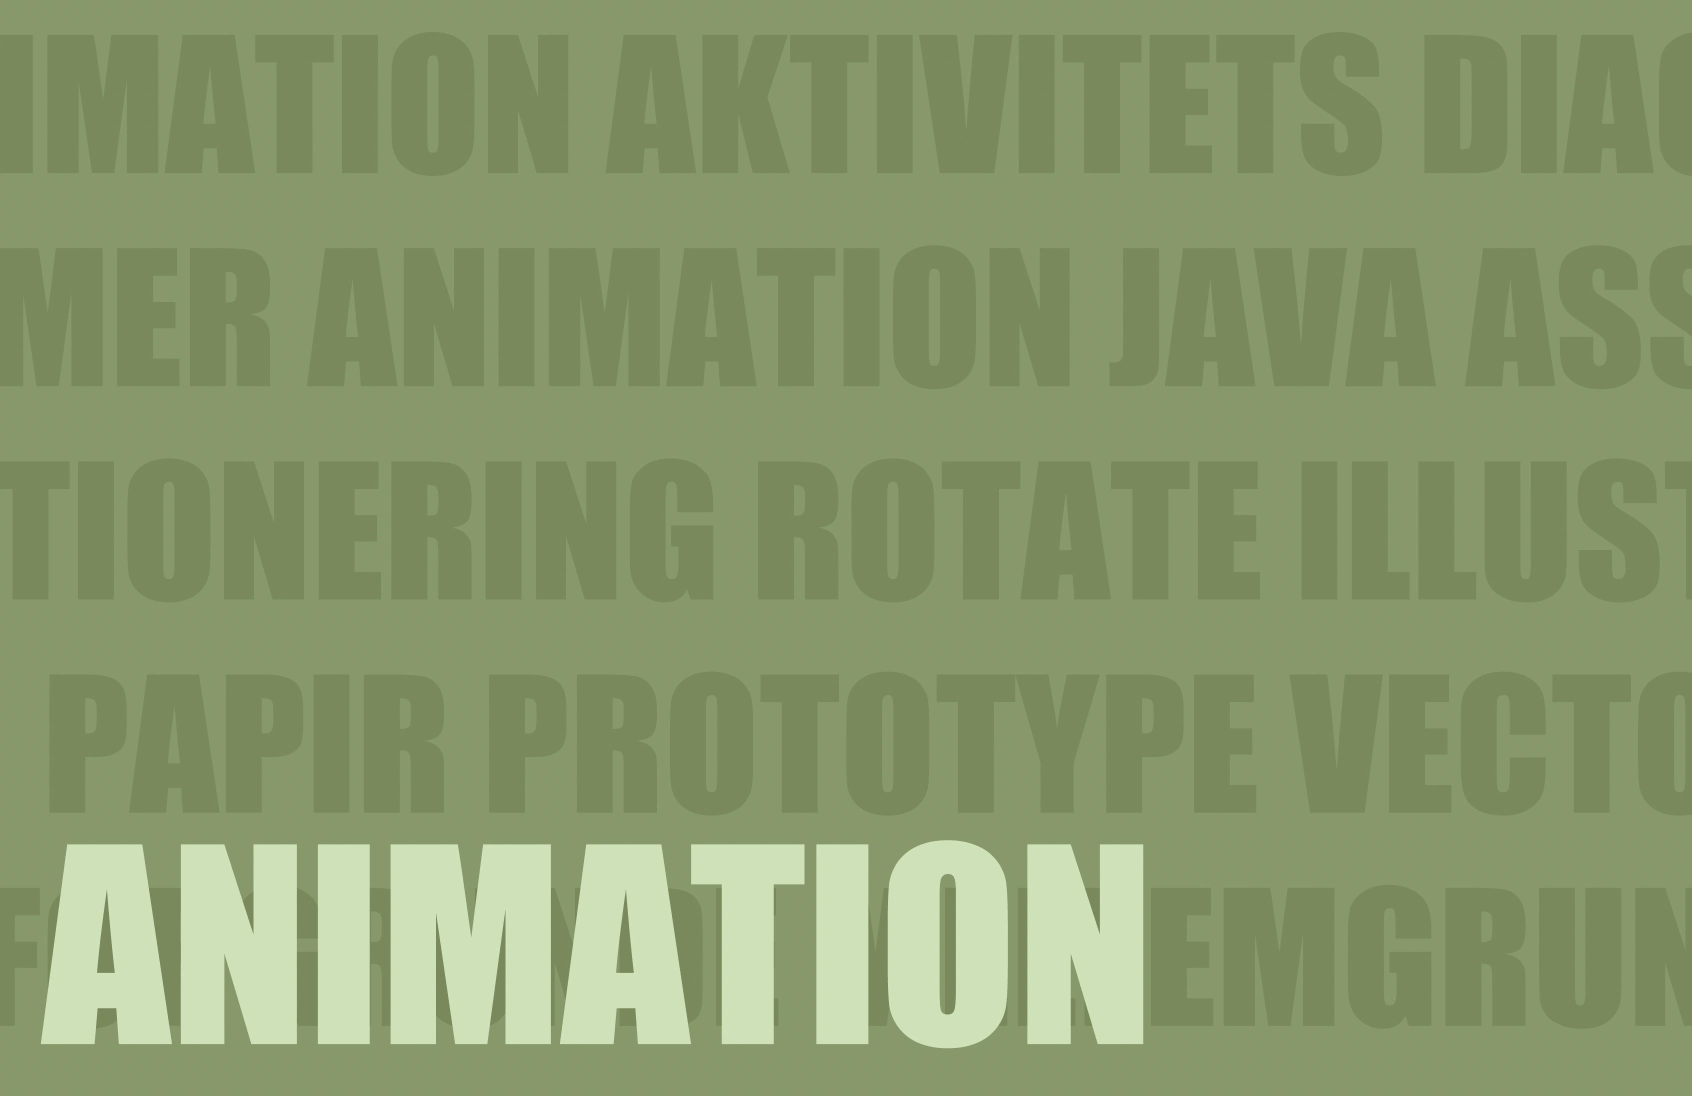 IMATION AKTIVITETS DIAG
MER ANIMATION JAVA ASS
TIONERING ROTATE ILLUST
PAPIR PROTOTYPE VECTO
ANIMATION
EMGRUN